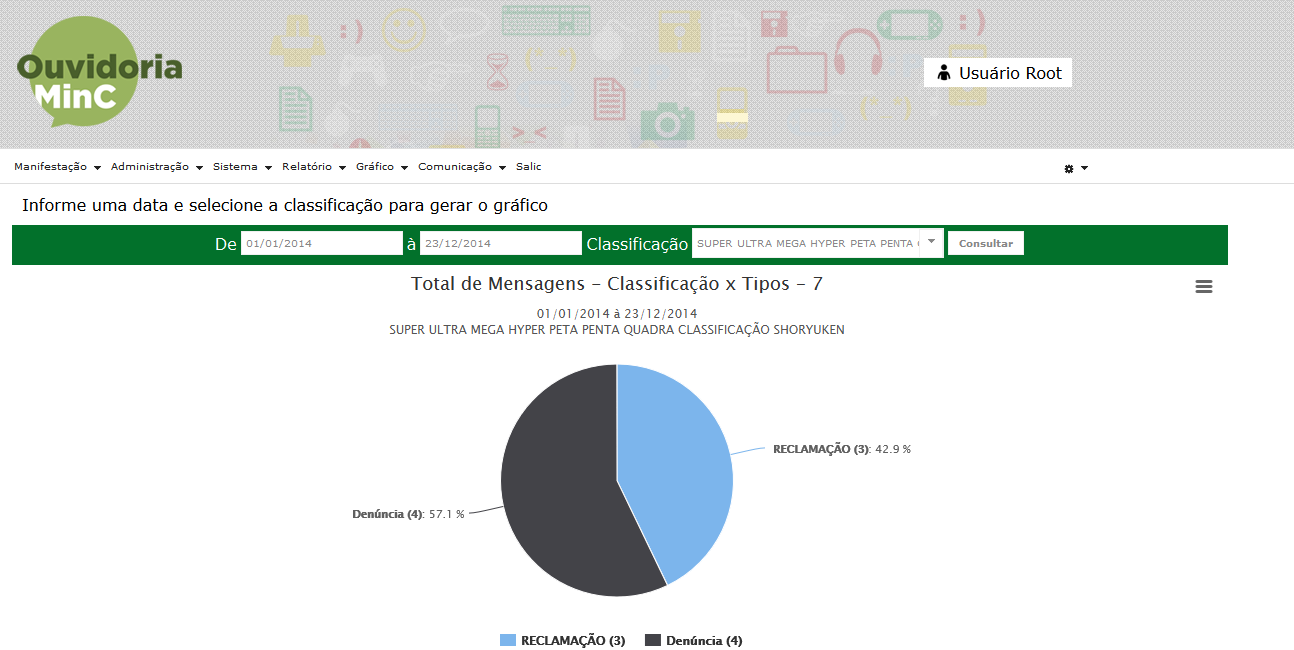 Ouvidoria
MinC
Usuário Root
Manifestação Administração Sistema Relatório Gráfico Comunicação Salic
Informe uma data e selecione a classificação para gerar o gráfico
De 01/01/2014 à 23/12/2014 Classificação SUPER ULTRA MEGA HYPER PETA PENTA Consultar
Total de Mensagens - Classificação x Tipos - 7
01/01/2014 à 23/12/2014
SUPER ULTRA MEGA HYPER PETA PENTA QUADRA CLASSIFICAÇÃO SHORYUKEN
RECLAMAÇÃO (3): 42.9 %
Denúncia (4): 57.1 %
RECLAMAÇÃO (3) Denúncia (4)